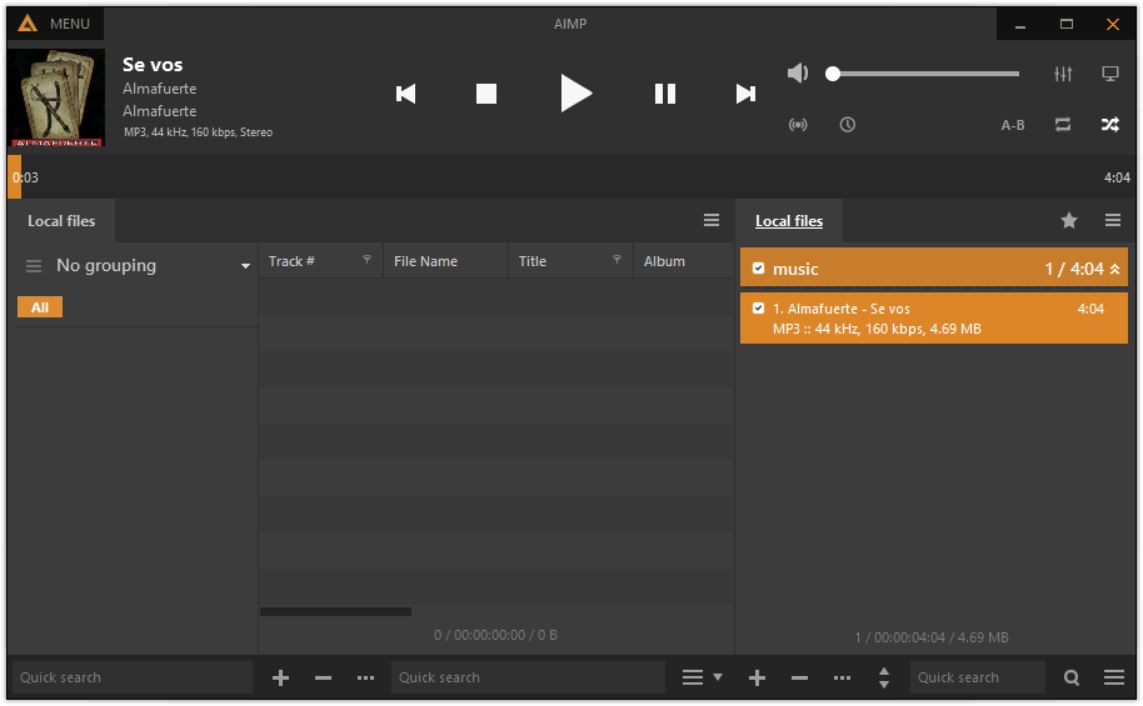 MENU
AIMP
Se vos
Almafuerte
Almafuerte
MP3, 44 kHz, 160 kbps, Stereo
ALMAFUERTE
A-B
0:03
4:04
Local files
No grouping
All
Track #
File Name
Title
Album
0 / 00:00:00:00 / 0 B
Quick search
Quick search
Local files
music
1 / 4:04
1. Almafuerte - Se vos
4:04
MP3 :: 44 kHz, 160 kbps, 4.69 MB
1 / 00:00:04:04 / 4.69 MB
Quick search